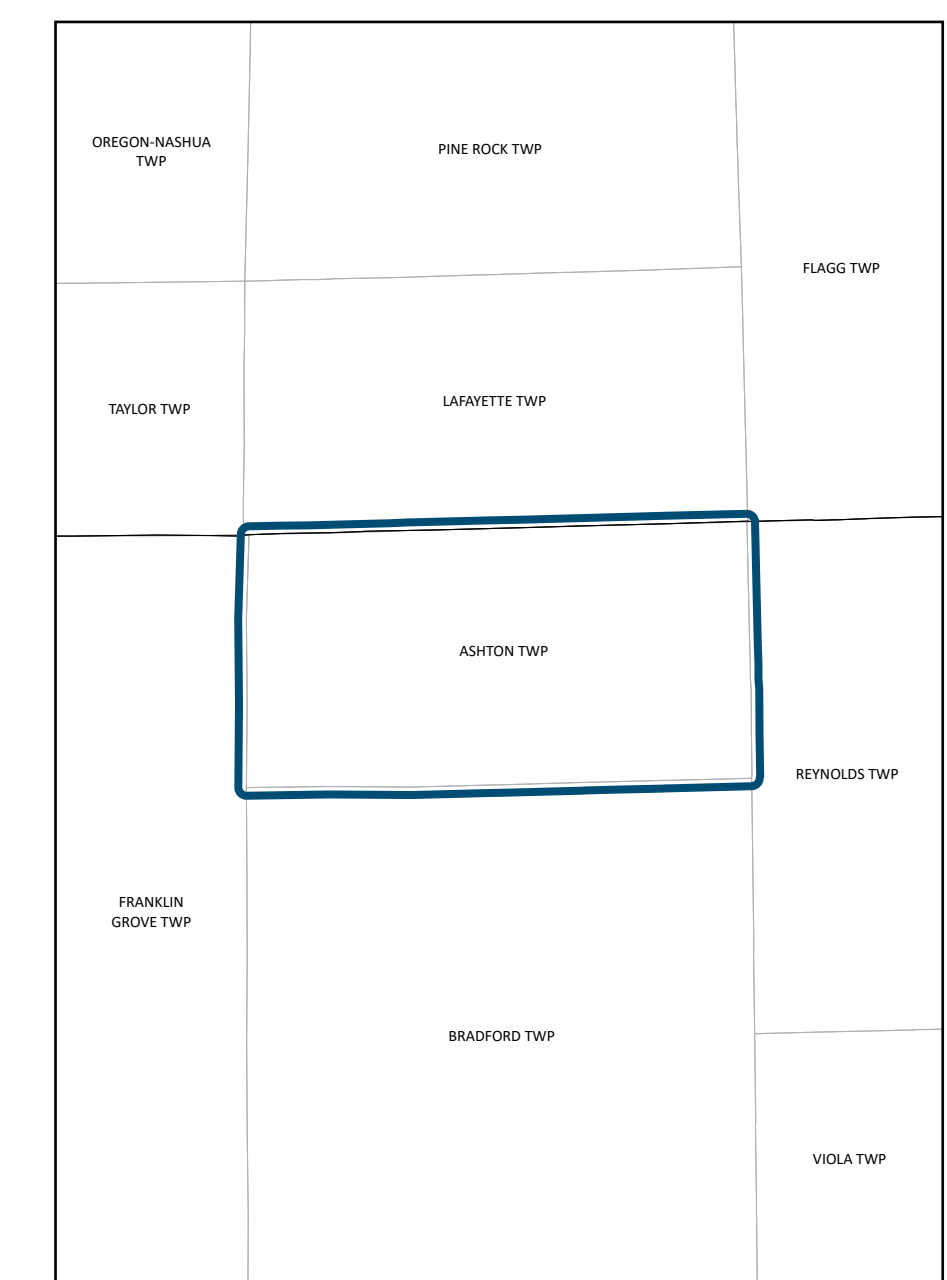 OREGON-NASHUA
TWP
PINE ROCK TWP
FLAGG TWP
TAYLOR TWP
LAFAYETTE TWP
ASHTON TWP
REYNOLDS TWP
FRANKLIN
GROVE TWP
BRADFORD TWP
VIOLA TWP